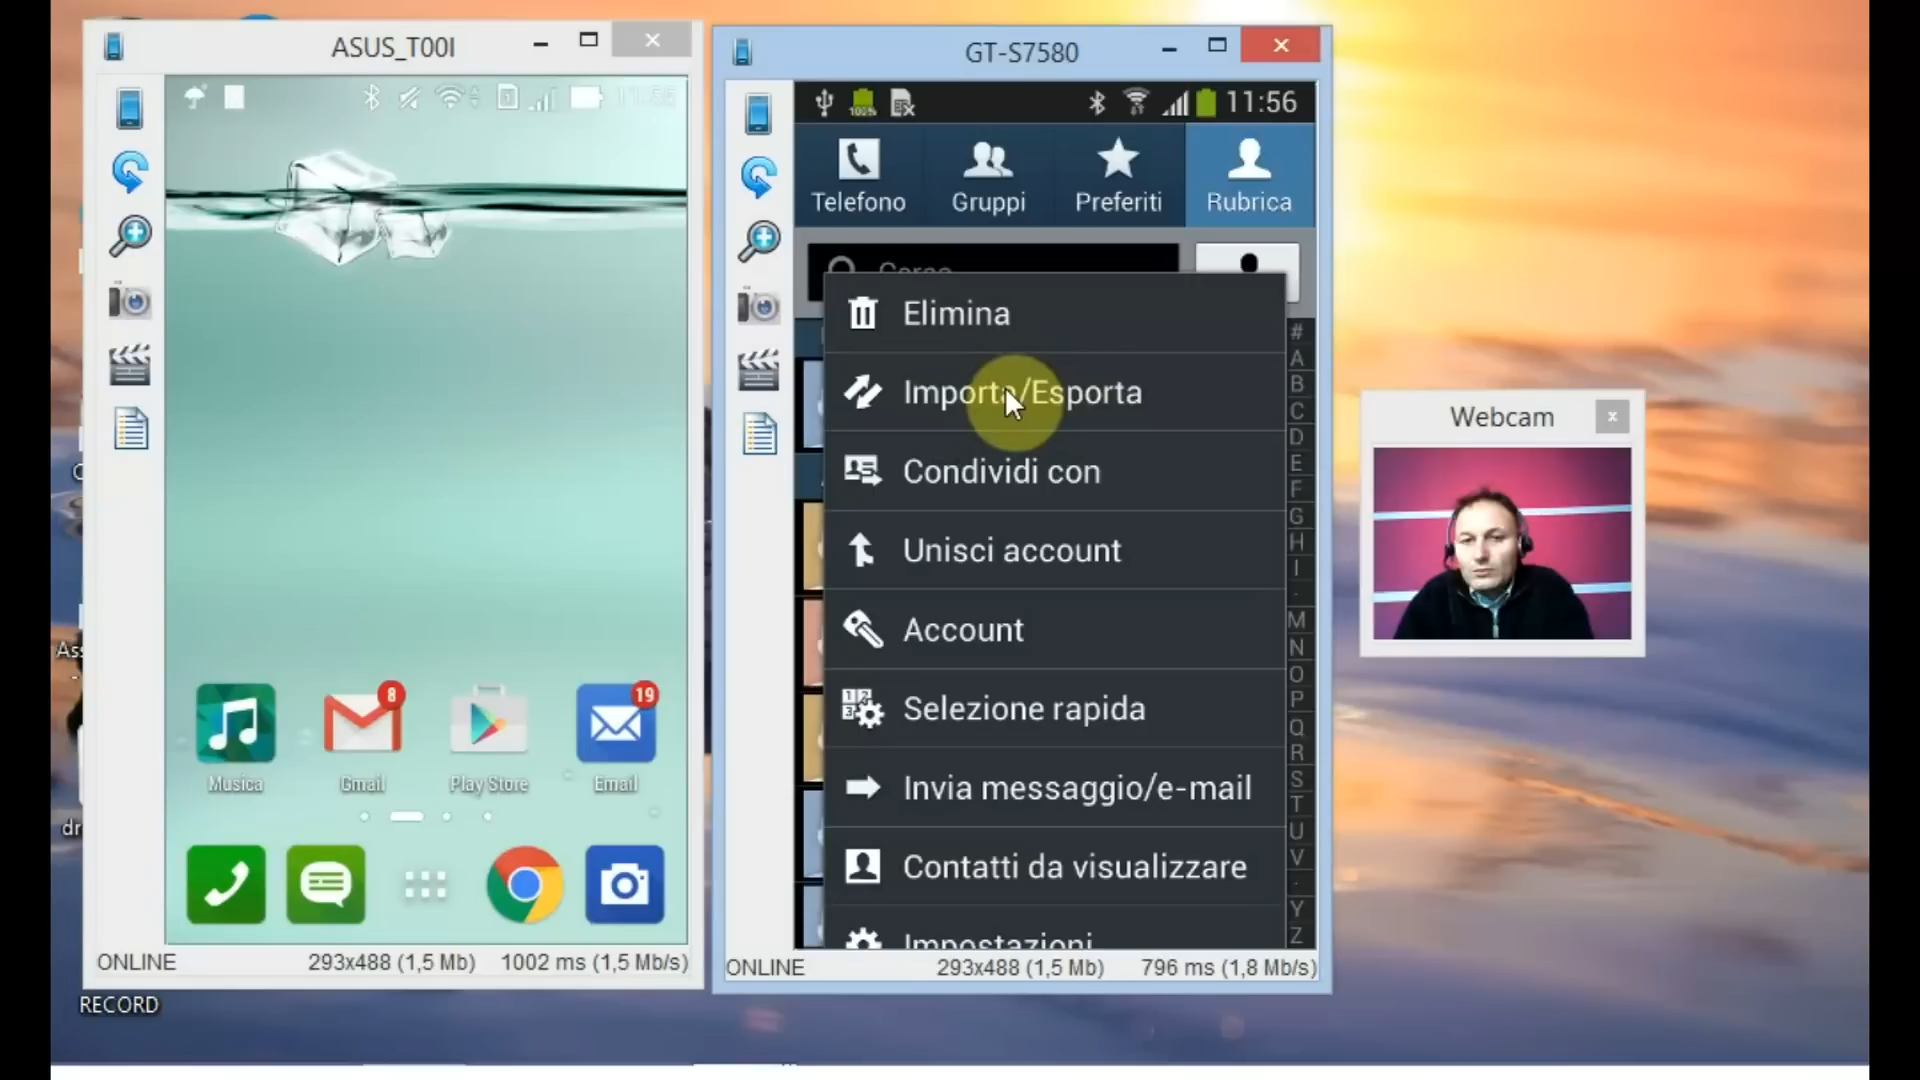 ASUS_T00I
GT-S7580
100%
11:56
Telefono
Gruppi
Preferiti
Rubrica
Cerca
Elimina
Importa/Esporta
Condividi con
Unisci account
Account
Selezione rapida
Invia messaggio/e-mail
Contatti da visualizzare
Impostazioni
#
A
B
C
D
E
F
G
H
I
.
M
N
O
P
Q
R
S
T
U
V
.
Y
Z
8
19
Musica
Gmail
Play Store
Email
ONLINE
293x488 (1,5 Mb)
1002 ms (1,5 Mb/s)
ONLINE
293x488 (1,5 Mb)
796 ms (1,8 Mb/s)
Webcam
RECORD